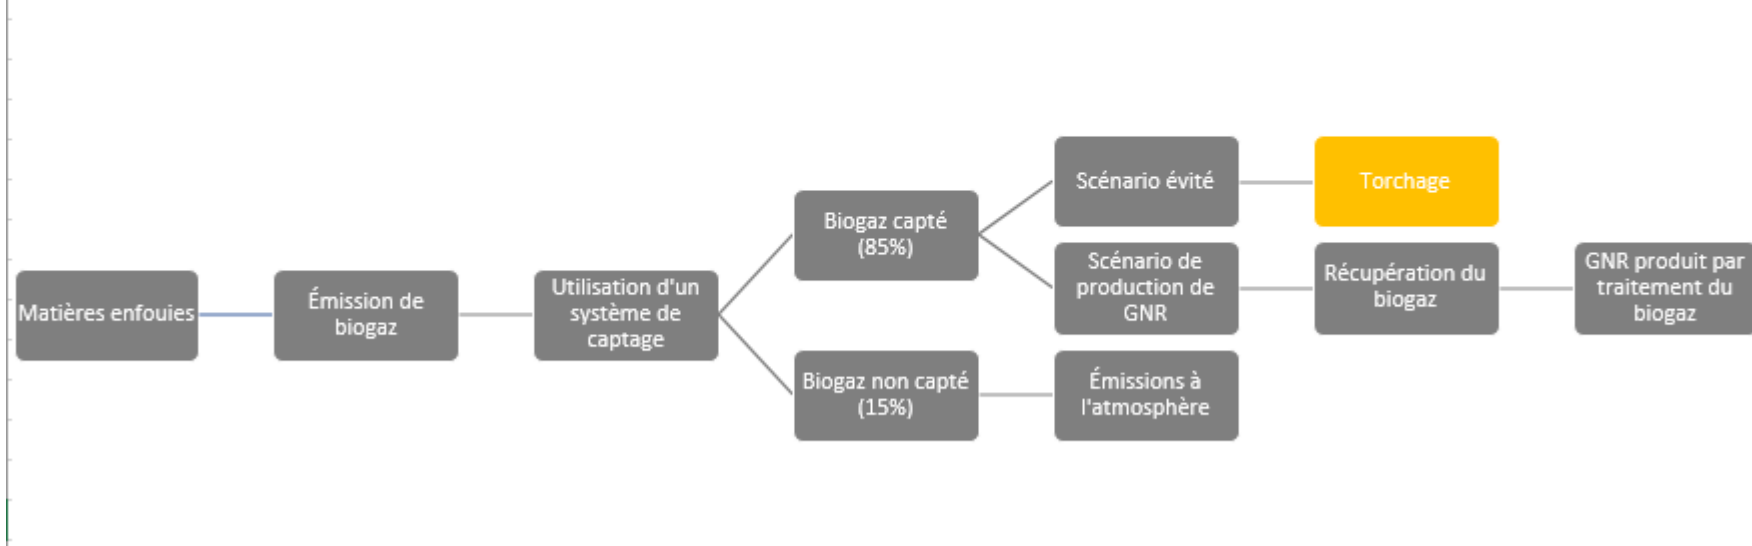 Matières enfouies
Émission de
biogaz
Utilisation d'un
système de
captage
Biogaz capté
(85%)
Biogaz non capté
(15%)
Scénario évité
Torchage
Scénario de
production de
GNR
Récupération du
biogaz
GNR produit par
traitement du
biogaz
Émissions à
l'atmosphère